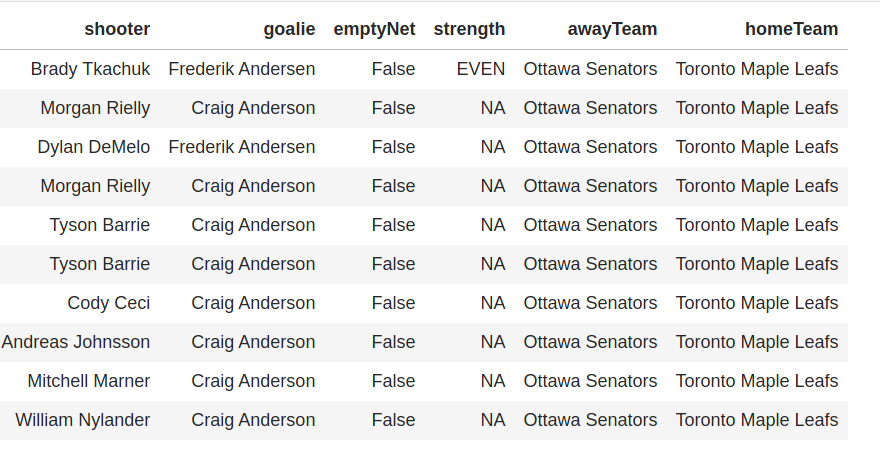 shooter goalie emptyNet strength awayTeam homeTeam
Brady Tkachuk Frederik Andersen False EVEN Ottawa Senators Toronto Maple Leafs
Morgan Rielly Craig Anderson False NA Ottawa Senators Toronto Maple Leafs
Dylan DeMelo Frederik Andersen False NA Ottawa Senators Toronto Maple Leafs
Morgan Rielly Craig Anderson False NA Ottawa Senators Toronto Maple Leafs
Tyson Barrie Craig Anderson False NA Ottawa Senators Toronto Maple Leafs
Tyson Barrie Craig Anderson False NA Ottawa Senators Toronto Maple Leafs
Cody Ceci Craig Anderson False NA Ottawa Senators Toronto Maple Leafs
Andreas Johnsson Craig Anderson False NA Ottawa Senators Toronto Maple Leafs
Mitchell Marner Craig Anderson False NA Ottawa Senators Toronto Maple Leafs
William Nylander Craig Anderson False NA Ottawa Senators Toronto Maple Leafs